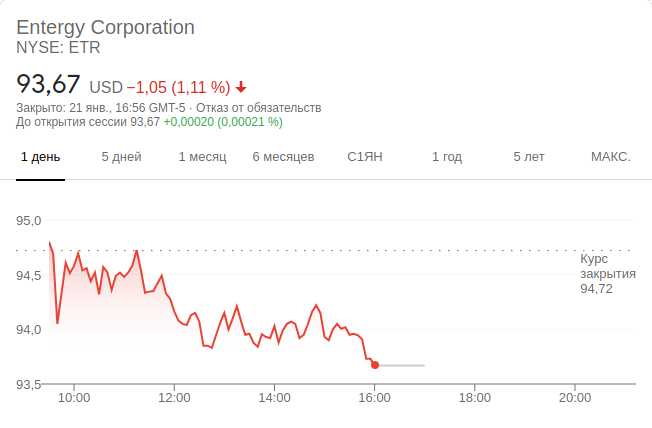 Entergy Corporation
NYSE: ETR
93,67 USD −1,05 (1,11 %)
Закрыто: 21 янв., 16:56 GMT-5 · Отказ от обязательств
До открытия сессии 93,67 +0,00020 (0,00021 %)
1 день 5 дней 1 месяц 6 месяцев С1ЯН 1 год 5 лет МАКС.
95,0
Курс
закрытия
94,72
94,5
94,0
93,5
10:00 12:00 14:00 16:00 18:00 20:00